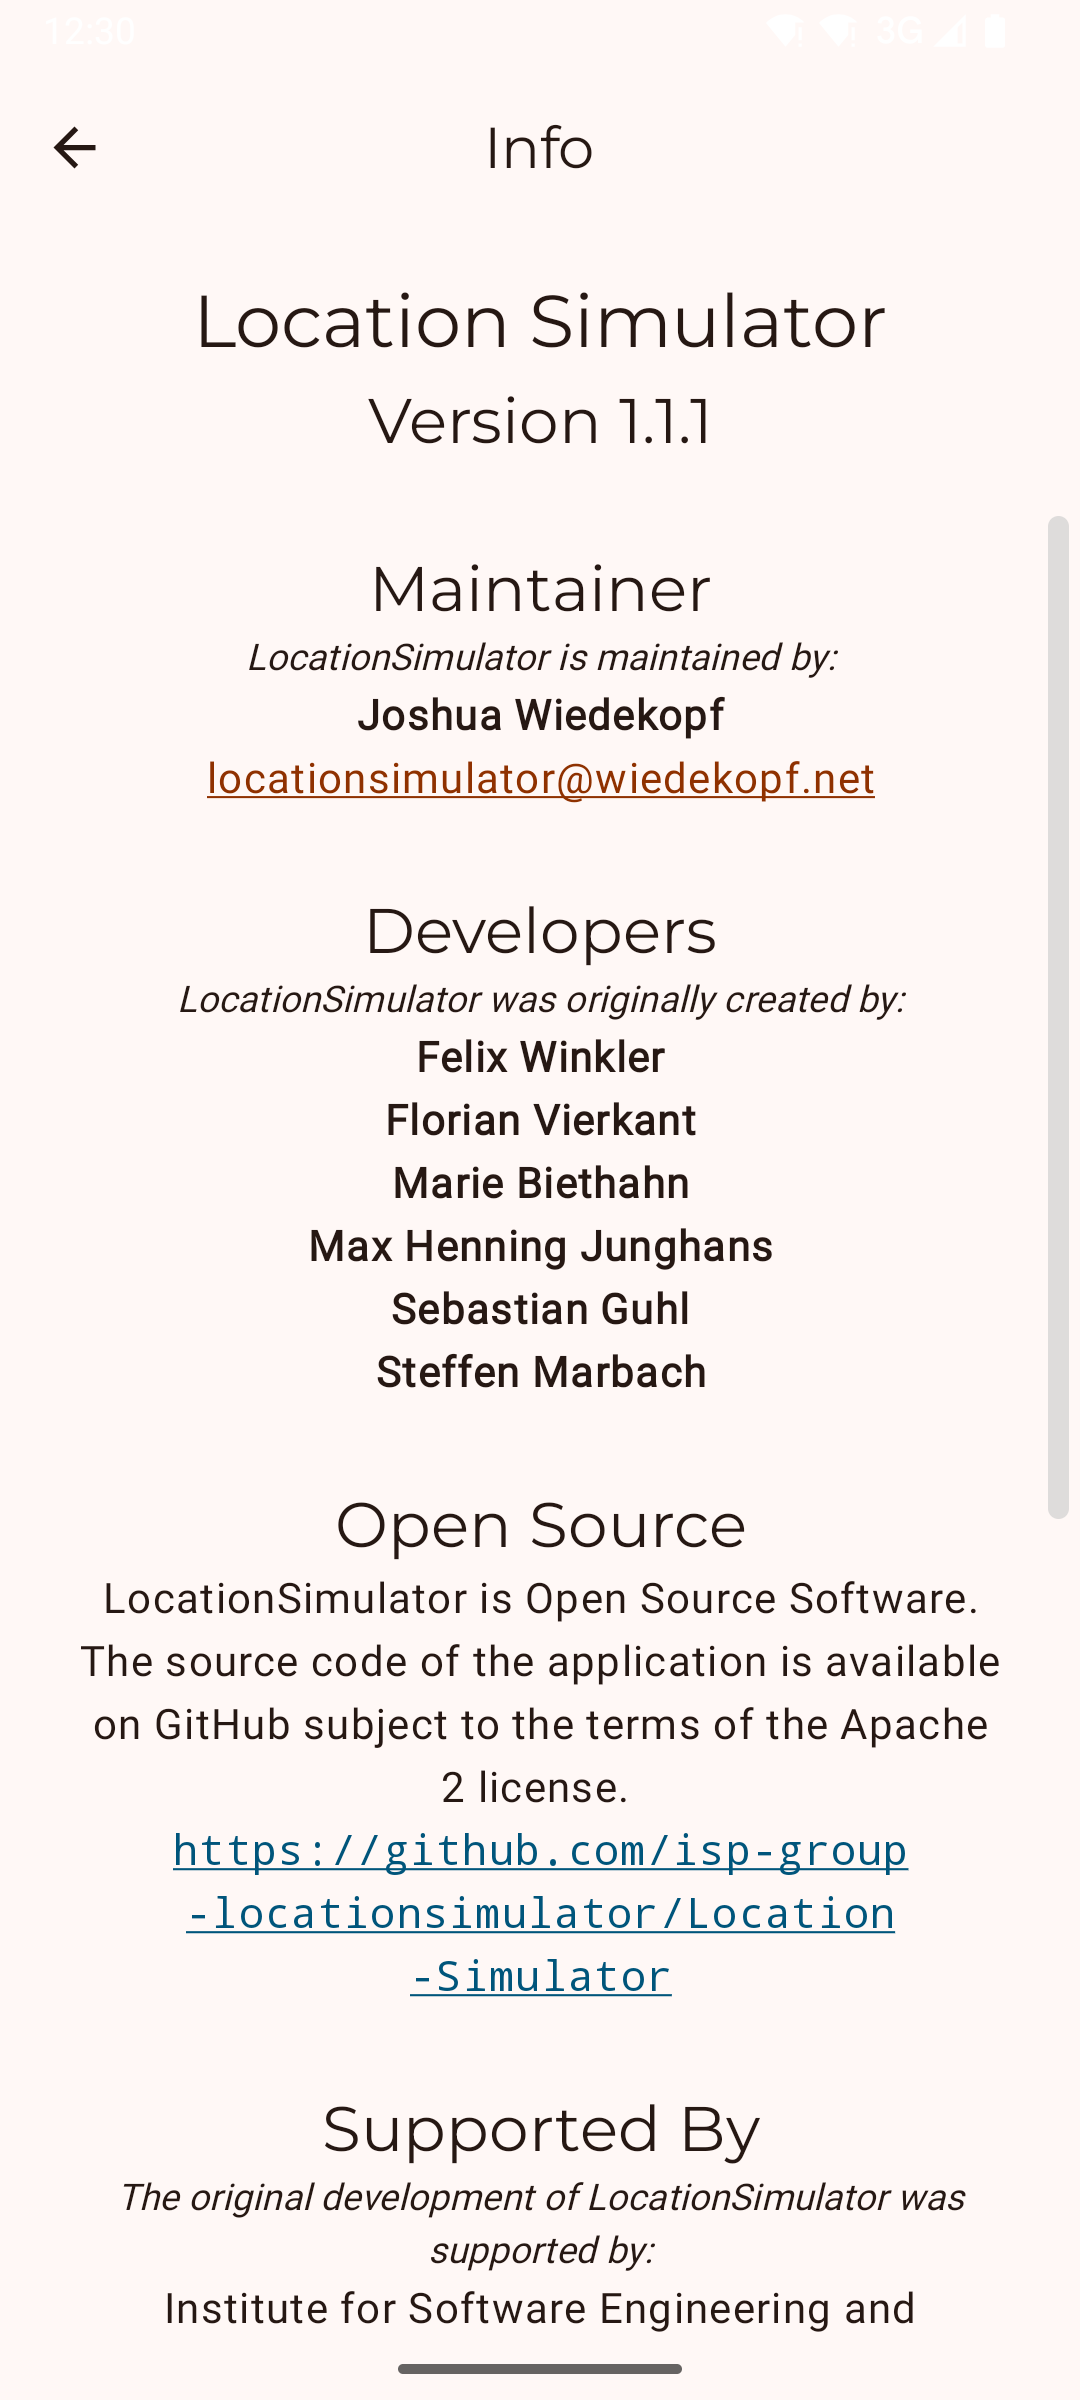 12:30
3G
Info
Location Simulator
Version 1.1.1
Maintainer
LocationSimulator is maintained by:
Joshua Wiedekopf
locationsimulator@wiedekopf.net
Developers
LocationSimulator was originally created by:
Felix Winkler
Florian Vierkant
Marie Biethahn
Max Henning Junghans
Sebastian Guhl
Steffen Marbach
Open Source
LocationSimulator is Open Source Software.
The source code of the application is available
on GitHub subject to the terms of the Apache
2 license.
https://github.com/isp-group
-locationsimulator/Location
-Simulator
Supported By
The original development of LocationSimulator was
supported by:
Institute for Software Engineering and